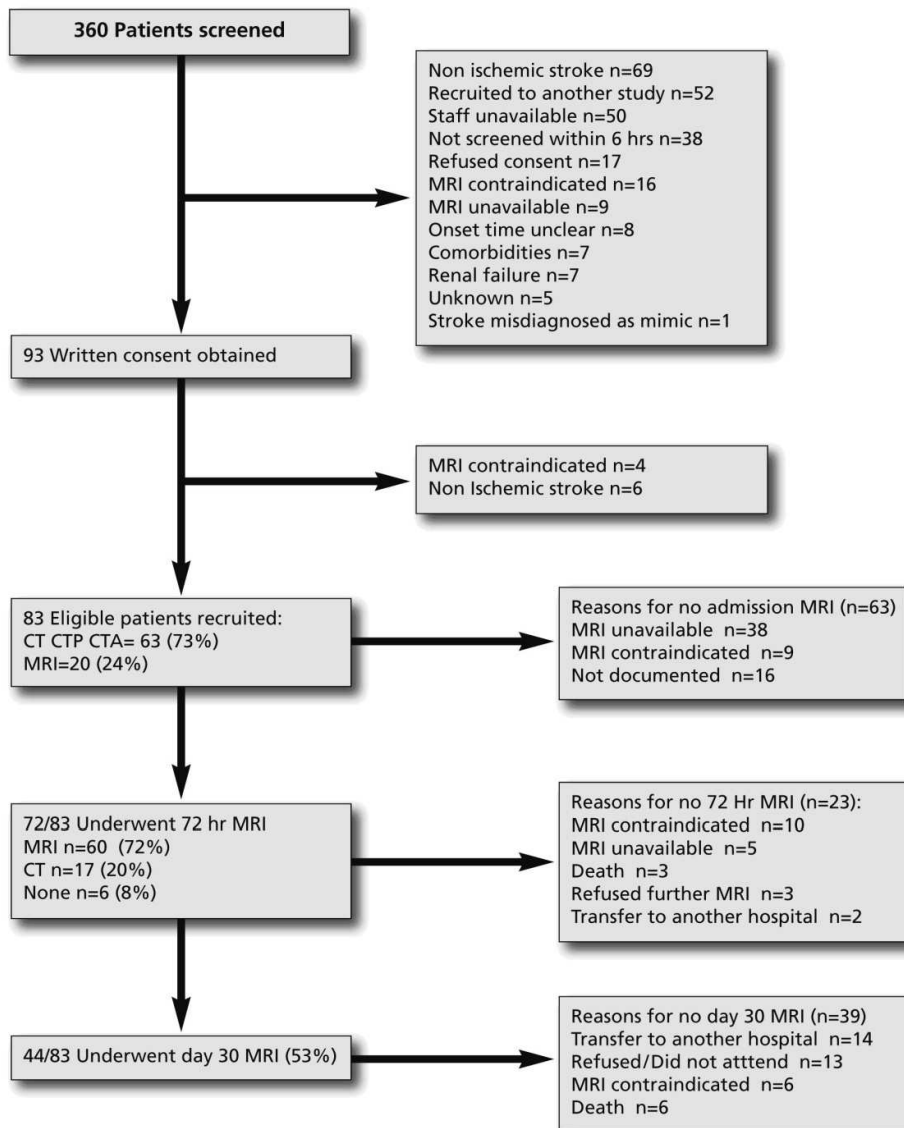 360 Patients screened
Non ischemic stroke n=69
Recruited to another study n=52
Staff unavailable n=50
Not screened within 6 hrs n=38
Refused consent n=17
MRI contraindicated n=16
MRI unavailable n=9
Onset time unclear n=8
Comorbidities n=7
Renal failure n=7
Unknown n=5
Stroke misdiagnosed as mimic n=1
93 Written consent obtained
MRI contraindicated n=4
Non Ischemic stroke n=6
83 Eligible patients recruited:
CT CTP CTA= 63 (73%)
MRI=20 (24%)
Reasons for no admission MRI (n=63)
MRI unavailable n=38
MRI contraindicated n=9
Not documented n=16
72/83 Underwent 72 hr MRI
MRI n=60 (72%)
CT n=17 (20%)
None n=6 (8%)
Reasons for no 72 Hr MRI (n=23):
MRI contraindicated n=10
MRI unavailable n=5
Death n=3
Refused further MRI n=3
Transfer to another hospital n=2
44/83 Underwent day 30 MRI (53%)
Reasons for no day 30 MRI (n=39)
Transfer to another hospital n=14
Refused/Did not atttend n=13
MRI contraindicated n=6
Death n=6